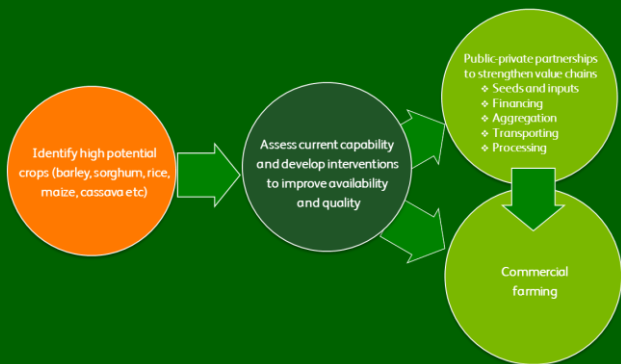 Identify high potential
crops (barley, sorghum, rice,
maize, cassava etc)
Assess current capability
and develop interventions
to improve availability
and quality
Public-private partnerships
to strengthen value chains
❖ Seeds and inputs
❖ Financing
❖ Aggregation
❖ Transporting
❖ Processing
Commercial
farming